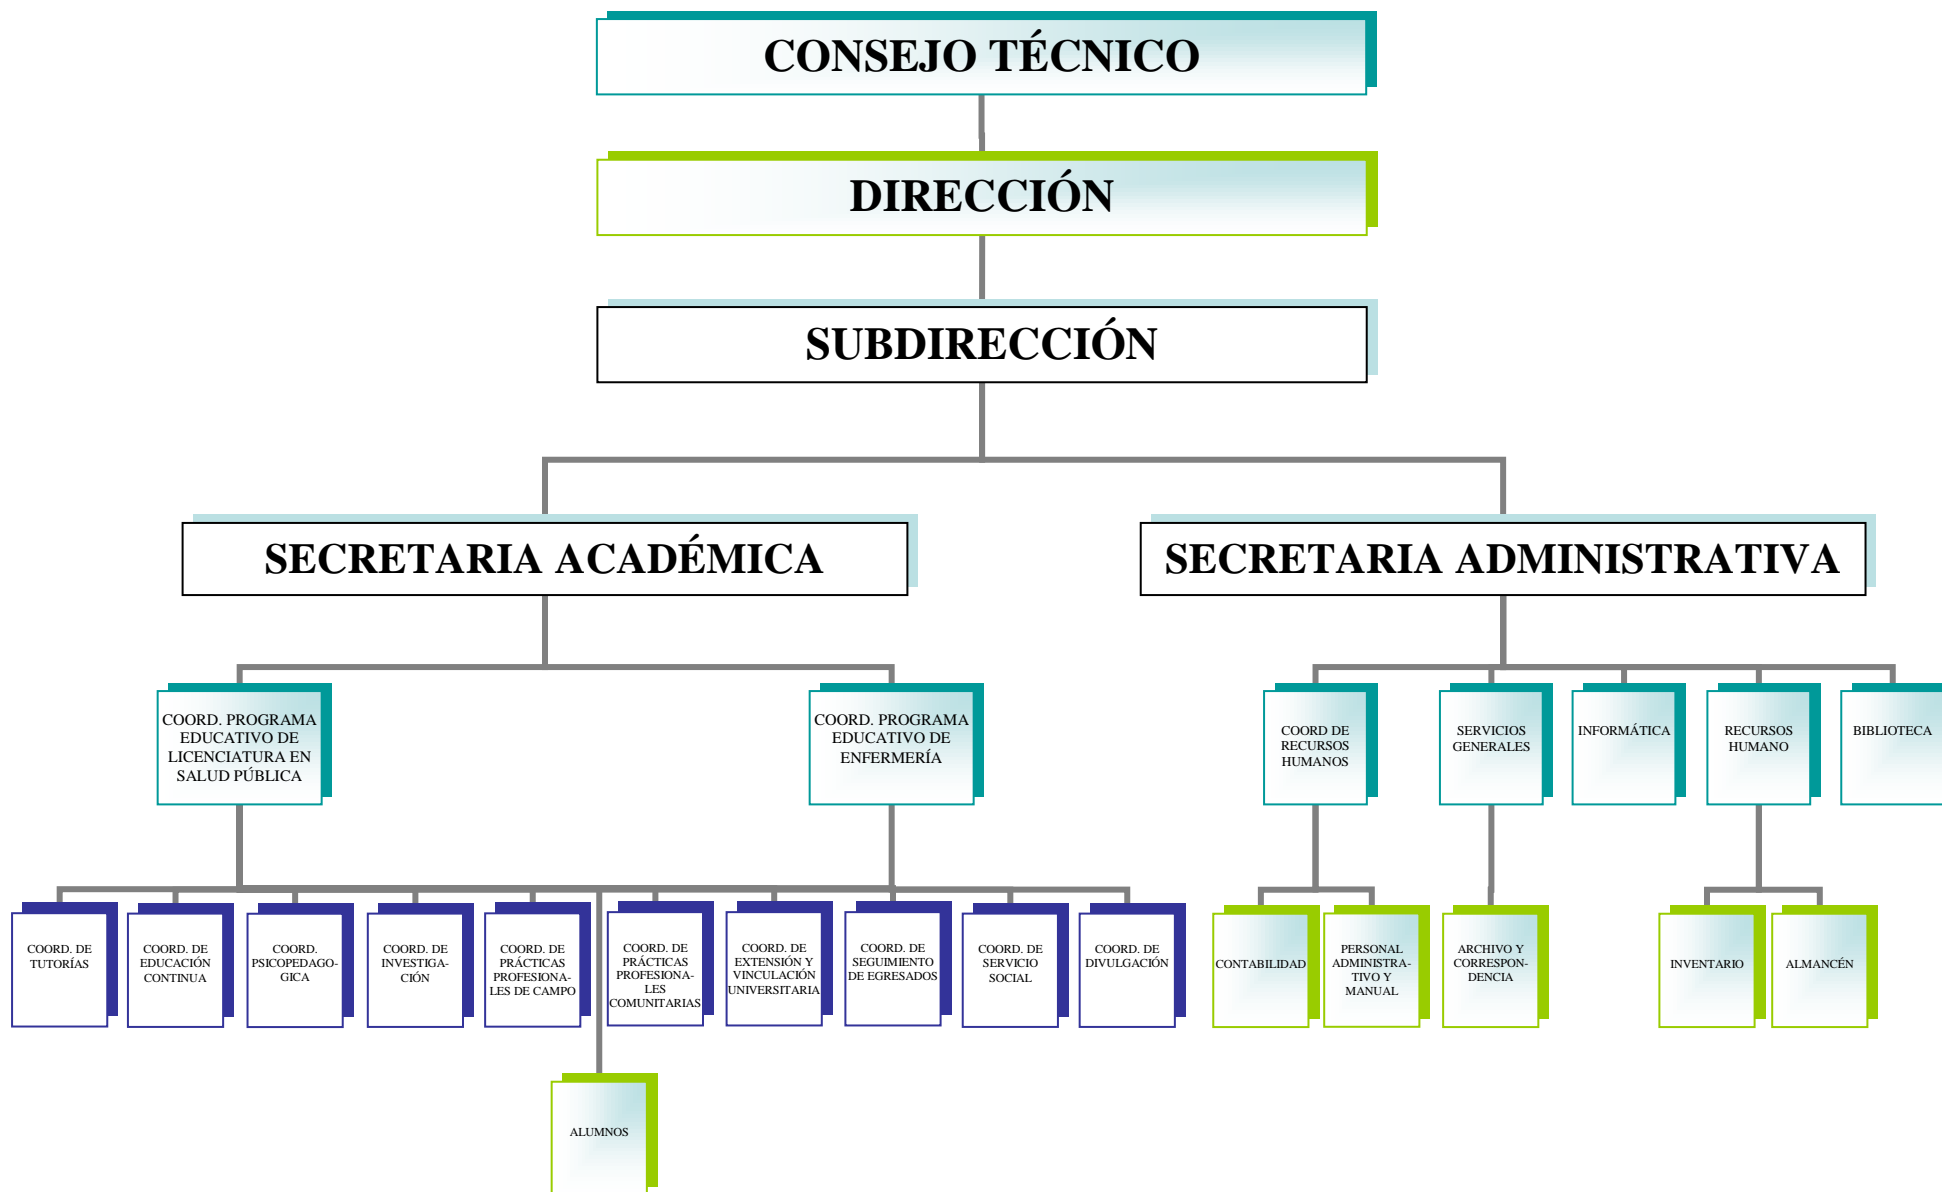 CONSEJO TÉCNICO
DIRECCIÓN
SUBDIRECCIÓN
SECRETARIA ACADÉMICA
SECRETARIA ADMINISTRATIVA
COORD. PROGRAMA
EDUCATIVO DE
LICENCIATURA EN
SALUD PÚBLICA
COORD. PROGRAMA
EDUCATIVO DE
ENFERMERÍA
COORD DE
RECURSOS
HUMANOS
SERVICIOS
GENERALES
INFORMÁTICA
RECURSOS
HUMANO
BIBLIOTECA
COORD. DE
TUTORÍAS
COORD. DE
EDUCACIÓN
CONTINUA
COORD.
PSICOPEDAGO-
GICA
COORD. DE
INVESTIGA-
CIÓN
COORD. DE
PRÁCTICAS
PROFESIONA-
LES DE CAMPO
COORD. DE
PRÁCTICAS
PROFESIONA-
LES
COMUNITARIAS
COORD. DE
EXTENSIÓN Y
VINCULACIÓN
UNIVERSITARIA
COORD. DE
SEGUIMIENTO
DE EGRESADOS
COORD. DE
SERVICIO
SOCIAL
COORD. DE
DIVULGACIÓN
CONTABILIDAD
PERSONAL
ADMINISTRA-
TIVO Y
MANUAL
ARCHIVO Y
CORRESPON-
DENCIA
INVENTARIO
ALMANCÉN
ALUMNOS